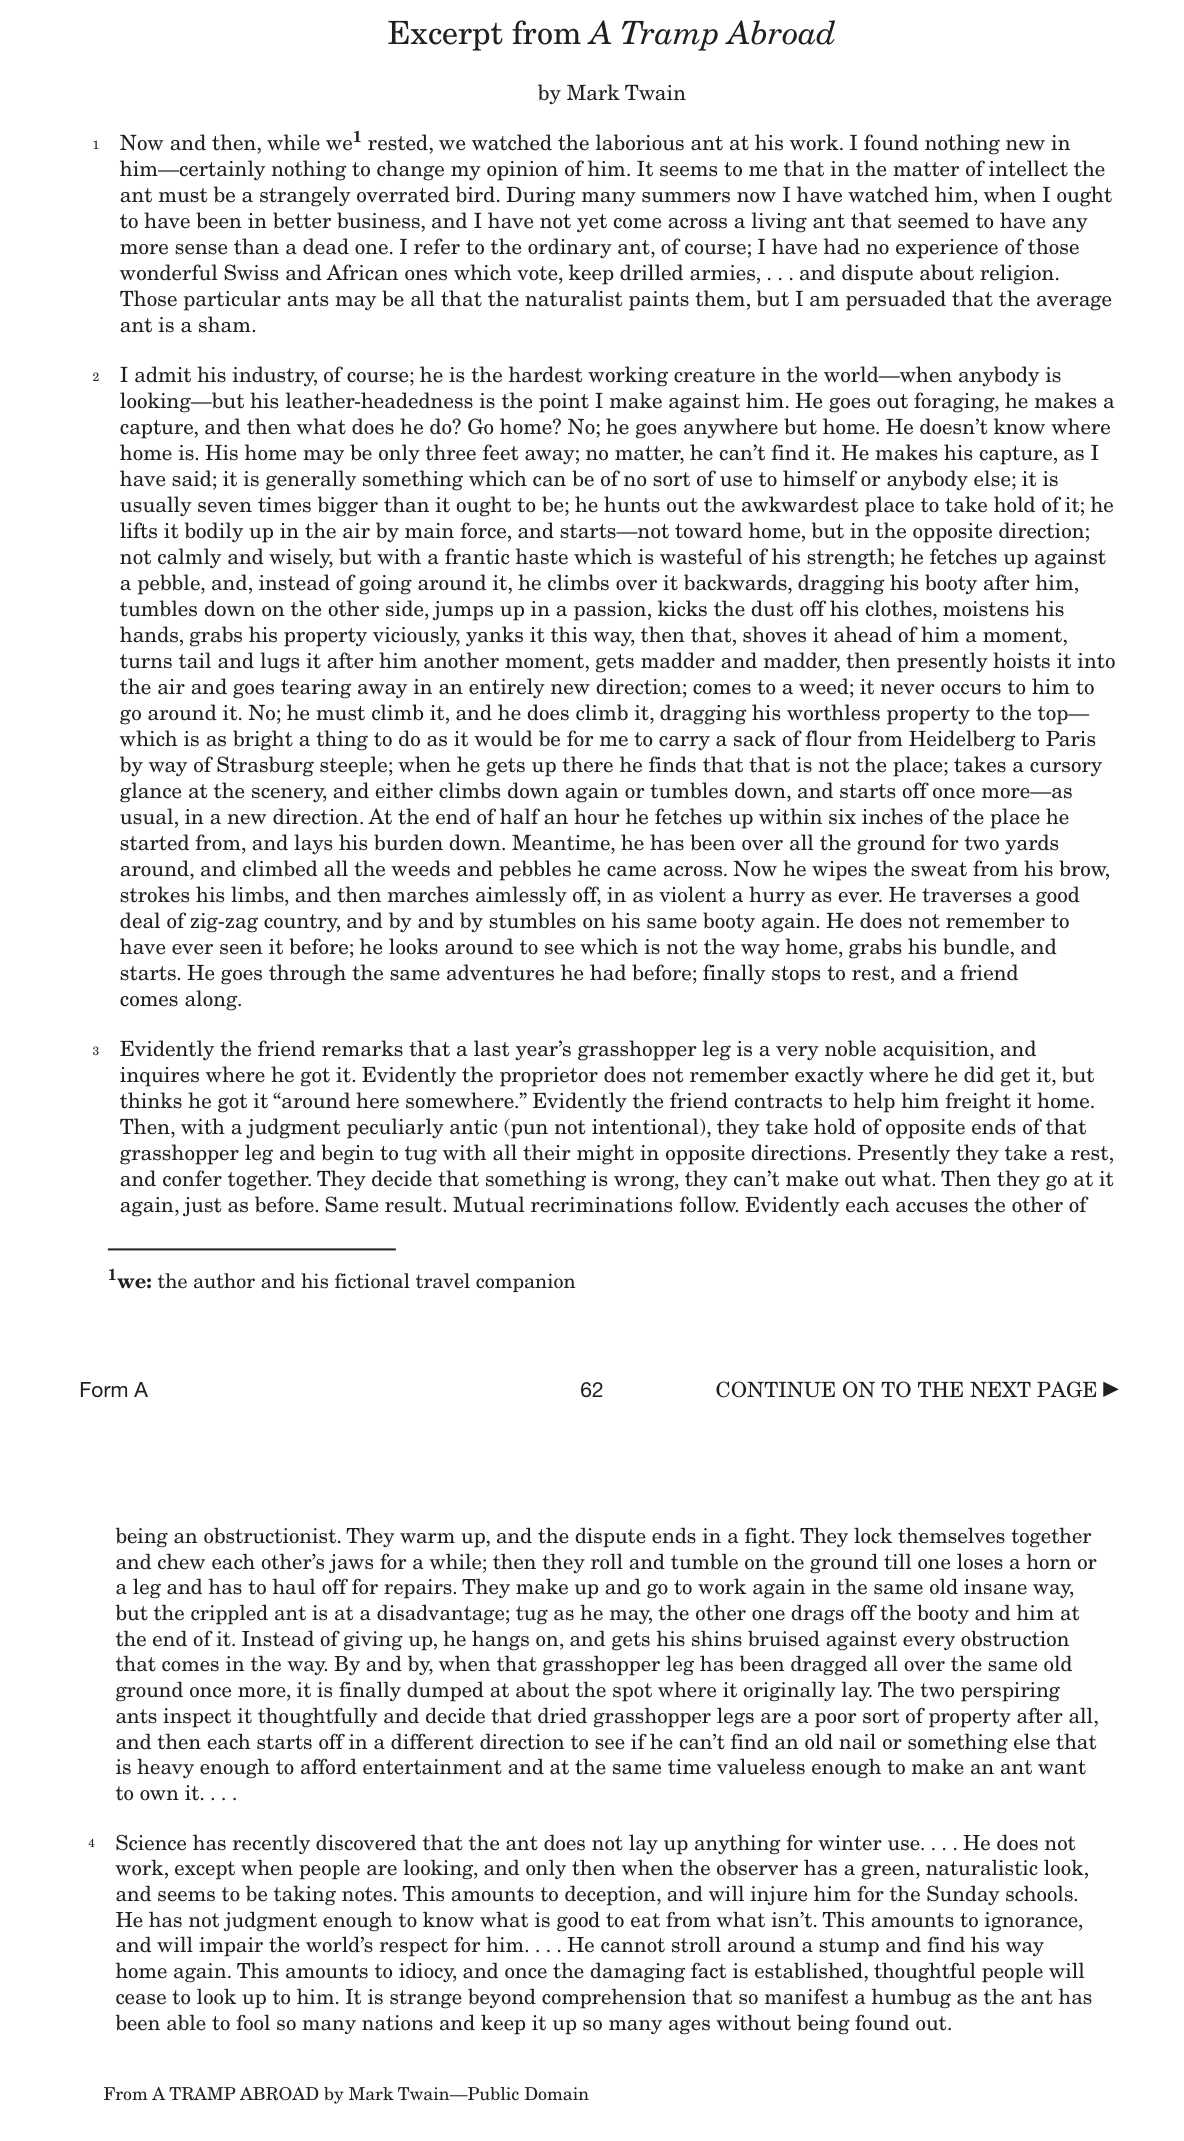 Excerpt from A Tramp Abroad
by Mark Twain
1 Now and then, while we1 rested, we watched the laborious ant at his work. I found nothing new in
him—certainly nothing to change my opinion of him. It seems to me that in the matter of intellect the
ant must be a strangely overrated bird. During many summers now I have watched him, when I ought
to have been in better business, and I have not yet come across a living ant that seemed to have any
more sense than a dead one. I refer to the ordinary ant, of course; I have had no experience of those
wonderful Swiss and African ones which vote, keep drilled armies, . . . and dispute about religion.
Those particular ants may be all that the naturalist paints them, but I am persuaded that the average
ant is a sham.
2 I admit his industry, of course; he is the hardest working creature in the world—when anybody is
looking—but his leather-headedness is the point I make against him. He goes out foraging, he makes a
capture, and then what does he do? Go home? No; he goes anywhere but home. He doesn't know where
home is. His home may be only three feet away; no matter, he can't find it. He makes his capture, as I
have said; it is generally something which can be of no sort of use to himself or anybody else; it is
usually seven times bigger than it ought to be; he hunts out the awkwardest place to take hold of it; he
lifts it bodily up in the air by main force, and starts—not toward home, but in the opposite direction;
not calmly and wisely, but with a frantic haste which is wasteful of his strength; he fetches up against
a pebble, and, instead of going around it, he climbs over it backwards, dragging his booty after him,
tumbles down on the other side, jumps up in a passion, kicks the dust off his clothes, moistens his
hands, grabs his property viciously, yanks it this way, then that, shoves it ahead of him a moment,
turns tail and lugs it after him another moment, gets madder and madder, then presently hoists it into
the air and goes tearing away in an entirely new direction; comes to a weed; it never occurs to him to
go around it. No; he must climb it, and he does climb it, dragging his worthless property to the top—
which is as bright a thing to do as it would be for me to carry a sack of flour from Heidelberg to Paris
by way of Strasburg steeple; when he gets up there he finds that that is not the place; takes a cursory
glance at the scenery, and either climbs down again or tumbles down, and starts off once more—as
usual, in a new direction. At the end of half an hour he fetches up within six inches of the place he
started from, and lays his burden down. Meantime, he has been over all the ground for two yards
around, and climbed all the weeds and pebbles he came across. Now he wipes the sweat from his brow,
strokes his limbs, and then marches aimlessly off, in as violent a hurry as ever. He traverses a good
deal of zig-zag country, and by and by stumbles on his same booty again. He does not remember to
have ever seen it before; he looks around to see which is not the way home, grabs his bundle, and
starts. He goes through the same adventures he had before; finally stops to rest, and a friend
comes along.
3 Evidently the friend remarks that a last year's grasshopper leg is a very noble acquisition, and
inquires where he got it. Evidently the proprietor does not remember exactly where he did get it, but
thinks he got it “around here somewhere.” Evidently the friend contracts to help him freight it home.
Then, with a judgment peculiarly antic (pun not intentional), they take hold of opposite ends of that
grasshopper leg and begin to tug with all their might in opposite directions. Presently they take a rest,
and confer together. They decide that something is wrong, they can't make out what. Then they go at it
again, just as before. Same result. Mutual recriminations follow. Evidently each accuses the other of
1we: the author and his fictional travel companion
Form A 62 CONTINUE ON TO THE NEXT PAGE ►
being an obstructionist. They warm up, and the dispute ends in a fight. They lock themselves together
and chew each other's jaws for a while; then they roll and tumble on the ground till one loses a horn or
a leg and has to haul off for repairs. They make up and go to work again in the same old insane way,
but the crippled ant is at a disadvantage; tug as he may, the other one drags off the booty and him at
the end of it. Instead of giving up, he hangs on, and gets his shins bruised against every obstruction
that comes in the way. By and by, when that grasshopper leg has been dragged all over the same old
ground once more, it is finally dumped at about the spot where it originally lay. The two perspiring
ants inspect it thoughtfully and decide that dried grasshopper legs are a poor sort of property after all,
and then each starts off in a different direction to see if he can't find an old nail or something else that
is heavy enough to afford entertainment and at the same time valueless enough to make an ant want
to own it. . . .
4 Science has recently discovered that the ant does not lay up anything for winter use. . . . He does not
work, except when people are looking, and only then when the observer has a green, naturalistic look,
and seems to be taking notes. This amounts to deception, and will injure him for the Sunday schools.
He has not judgment enough to know what is good to eat from what isn't. This amounts to ignorance,
and will impair the world's respect for him. . . . He cannot stroll around a stump and find his way
home again. This amounts to idiocy, and once the damaging fact is established, thoughtful people will
cease to look up to him. It is strange beyond comprehension that so manifest a humbug as the ant has
been able to fool so many nations and keep it up so many ages without being found out.
From A TRAMP ABROAD by Mark Twain—Public Domain